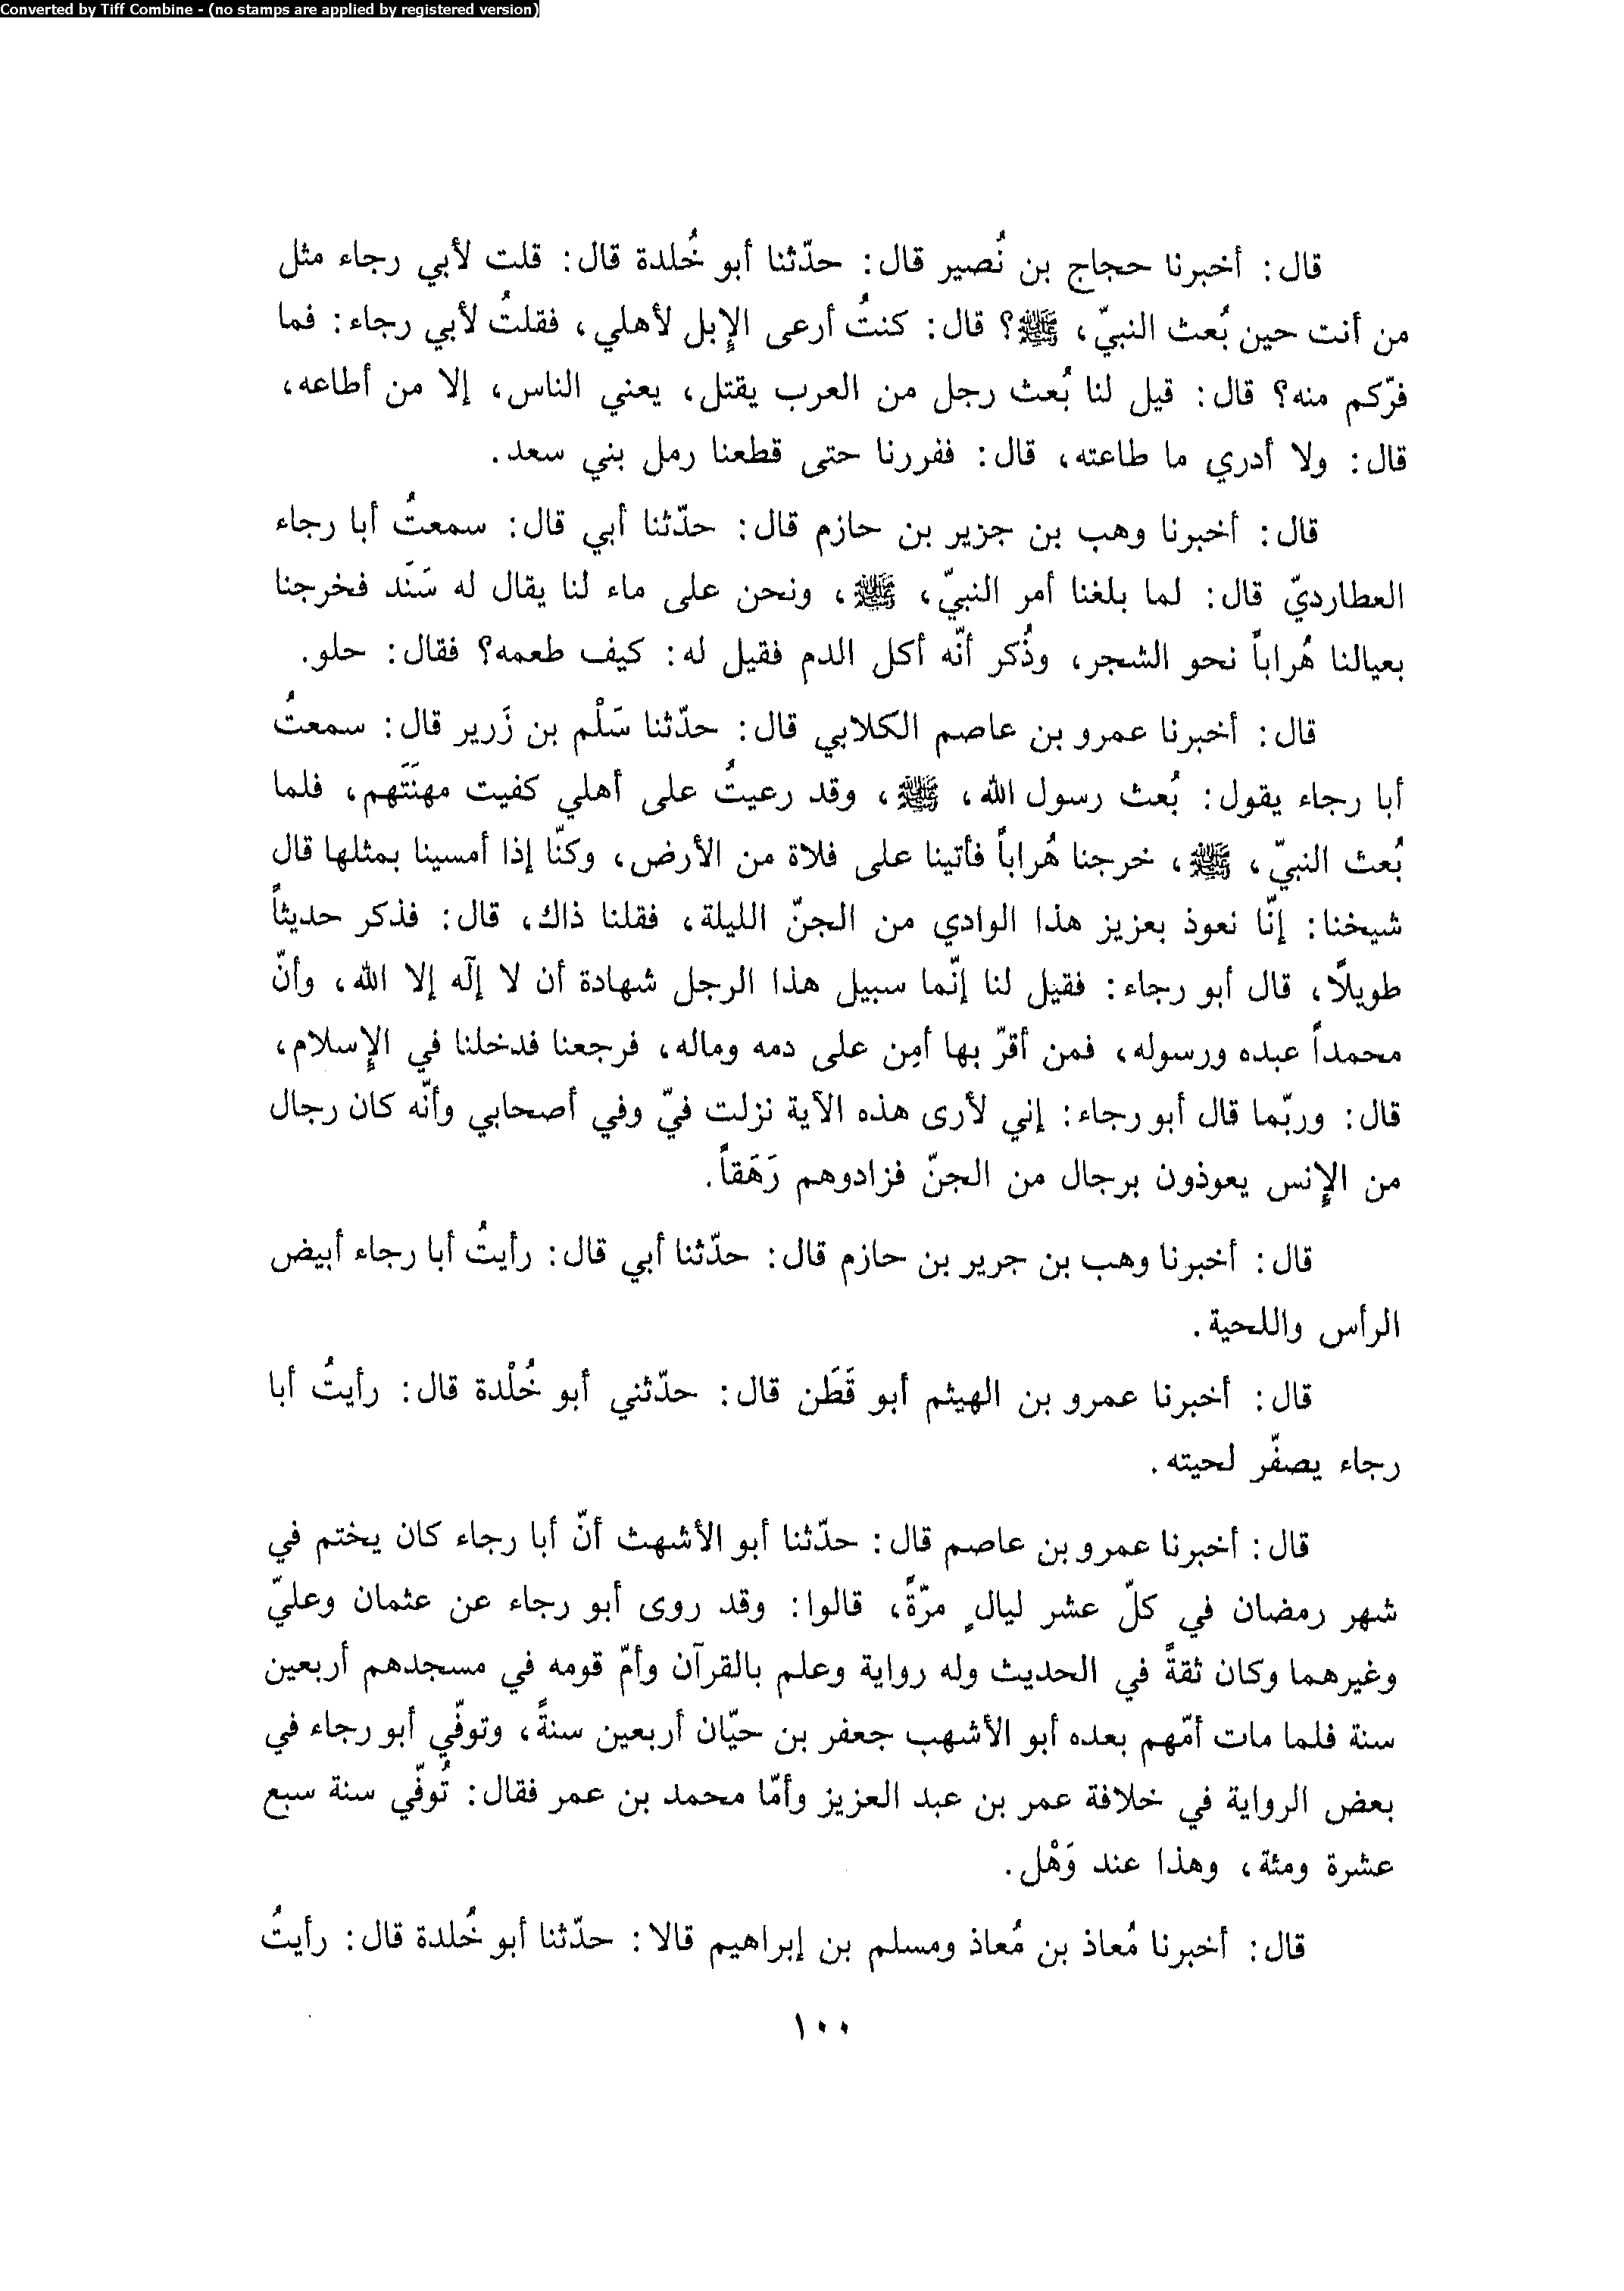 Converted by Tiff Combine - (no stamps are applied by registered version)
قال: أخبرنا حجاج بن نُصير قال: حدّثنا أبو خُلدة قال: قلت لأبي رجاء مثل
من أنت حين بُعث النبيّ، ﷺ؟ قال: كنتُ أرعى الإِبل لأهلي، فقلتُ لأبي رجاء: فما
فرّكم منه؟ قال: قيل لنا بُعث رجل من العرب يقتل، يعني الناس، إلا من أطاعه،
قال: ولا أدري ما طاعته، قال: ففررنا حتى قطعنا رمل بني سعد.
قال: أخبرنا وهب بن جزير بن حازم قال: حدّثنا أبي قال: سمعتُ أبا رجاء
العطارديّ قال: لما بلغنا أمر النبيّ، ﷺ، ونحن على ماء لنا يقال له سَنَد فخرجنا
بعيالنا هُراباً نحو الشجر، وذُكر أنّه أكل الدم فقيل له: كيف طعمه؟ فقال: حلو.
قال: أخبرنا عمرو بن عاصم الكلابي قال: حدّثنا سَلْم بن زَرير قال: سمعتُ
أبا رجاء يقول: بُعث رسول الله، ﷺ، وقد رعيتُ على أهلي كفيت مهنَتَهم، فلما
بُعث النبيّ، ﷺ، خرجنا هُراباً فأتينا على فلاة من الأرض، وكنّا إذا أمسينا بمثلها قال
شيخنا: إنّا نعوذ بعزيز هذا الوادي من الجنّ الليلة، فقلنا ذاك، قال: فذكر حديثاً
طويلًا، قال أبو رجاء: فقيل لنا إنّما سبيل هذا الرجل شهادة أن لا إلٓه إلا الله، وأنّ
محمداً عبده ورسوله، فمن أقرّ بها أمِن على دمه وماله، فرجعنا فدخلنا في الإِسلام،
قال: وربّما قال أبو رجاء: إني لأرى هذه الآية نزلت فيّ وفي أصحابي وأنّه كان رجال
من الإِنس يعوذون برجال من الجنّ فزادوهم رَهَقاً.
قال: أخبرنا وهب بن جرير بن حازم قال: حدّثنا أبي قال: رأيتُ أبا رجاء أبيض
الرأس واللحية.
قال: أخبرنا عمرو بن الهيثم أبو قَطَن قال: حدّثني أبو خُلْدة قال: رأيتُ أبا
رجاء يصفّر لحيته.
قال: أخبرنا عمرو بن عاصم قال: حدّثنا أبو الأشهث أنّ أبا رجاء كان يختم في
شهر رمضان في كلّ عشر ليالٍ مرّةً، قالوا: وقد روى أبو رجاء عن عثمان وعليّ
وغيرهما وكان ثقةً في الحديث وله رواية وعلم بالقرآن وأمّ قومه في مسجدهم أربعين
سنة فلما مات أمّهم بعده أبو الأشهب جعفر بن حيّان أربعين سنةً، وتوفّي أبو رجاء في
بعض الرواية في خلافة عمر بن عبد العزيز وأمّا محمد بن عمر فقال: تُوفّي سنة سبع
عشرة ومئة، وهذا عند وَهْل.
قال: أخبرنا مُعاذ بن مُعاذ ومسلم بن إبراهيم قالا: حدّثنا أبو خُلدة قال: رأيتُ
١٠٠